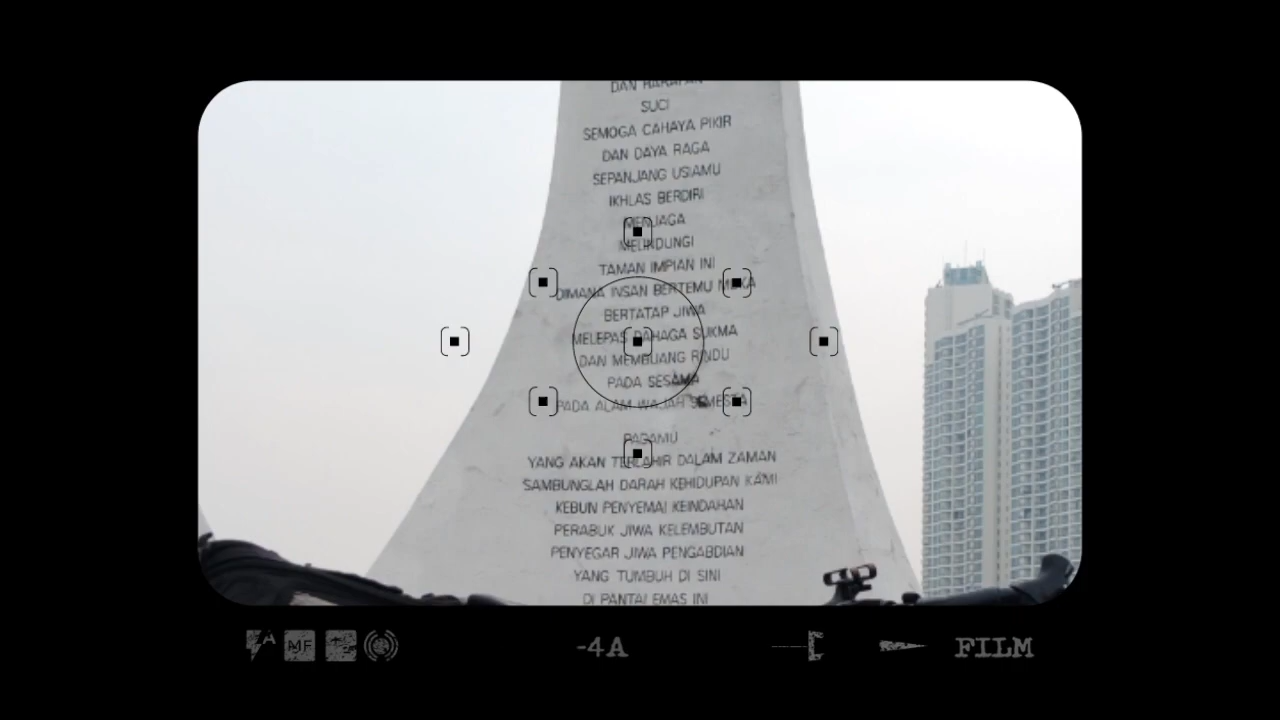 DAN HARAPAN
SUCI
SEMOGA CAHAYA PIKIR
DAN DAYA RAGA
SEPANJANG USIAMU
IKHLAS BERDIRI
MENJAGA
MELINDUNGI
TAMAN IMPIAN INI
DIMANA INSAN BERTEMU MUKA
BERTATAP JIWA
MELEPAS DAHAGA SUKMA
DAN MEMBUANG RINDU
PADA SESAMA
PADA ALAM WAJAH SEMESTA
PADAMU
YANG AKAN TERLAHIR DALAM ZAMAN
SAMBUNGLAH DARAH KEHIDUPAN KAMI
KEBUN PENYEMAI KEINDAHAN
PERABUK JIWA KELEMBUTAN
PENYEGAR JIWA PENGABDIAN
YANG TUMBUH DI SINI
DI PANTAI EMAS INI
A MF -4A FILM